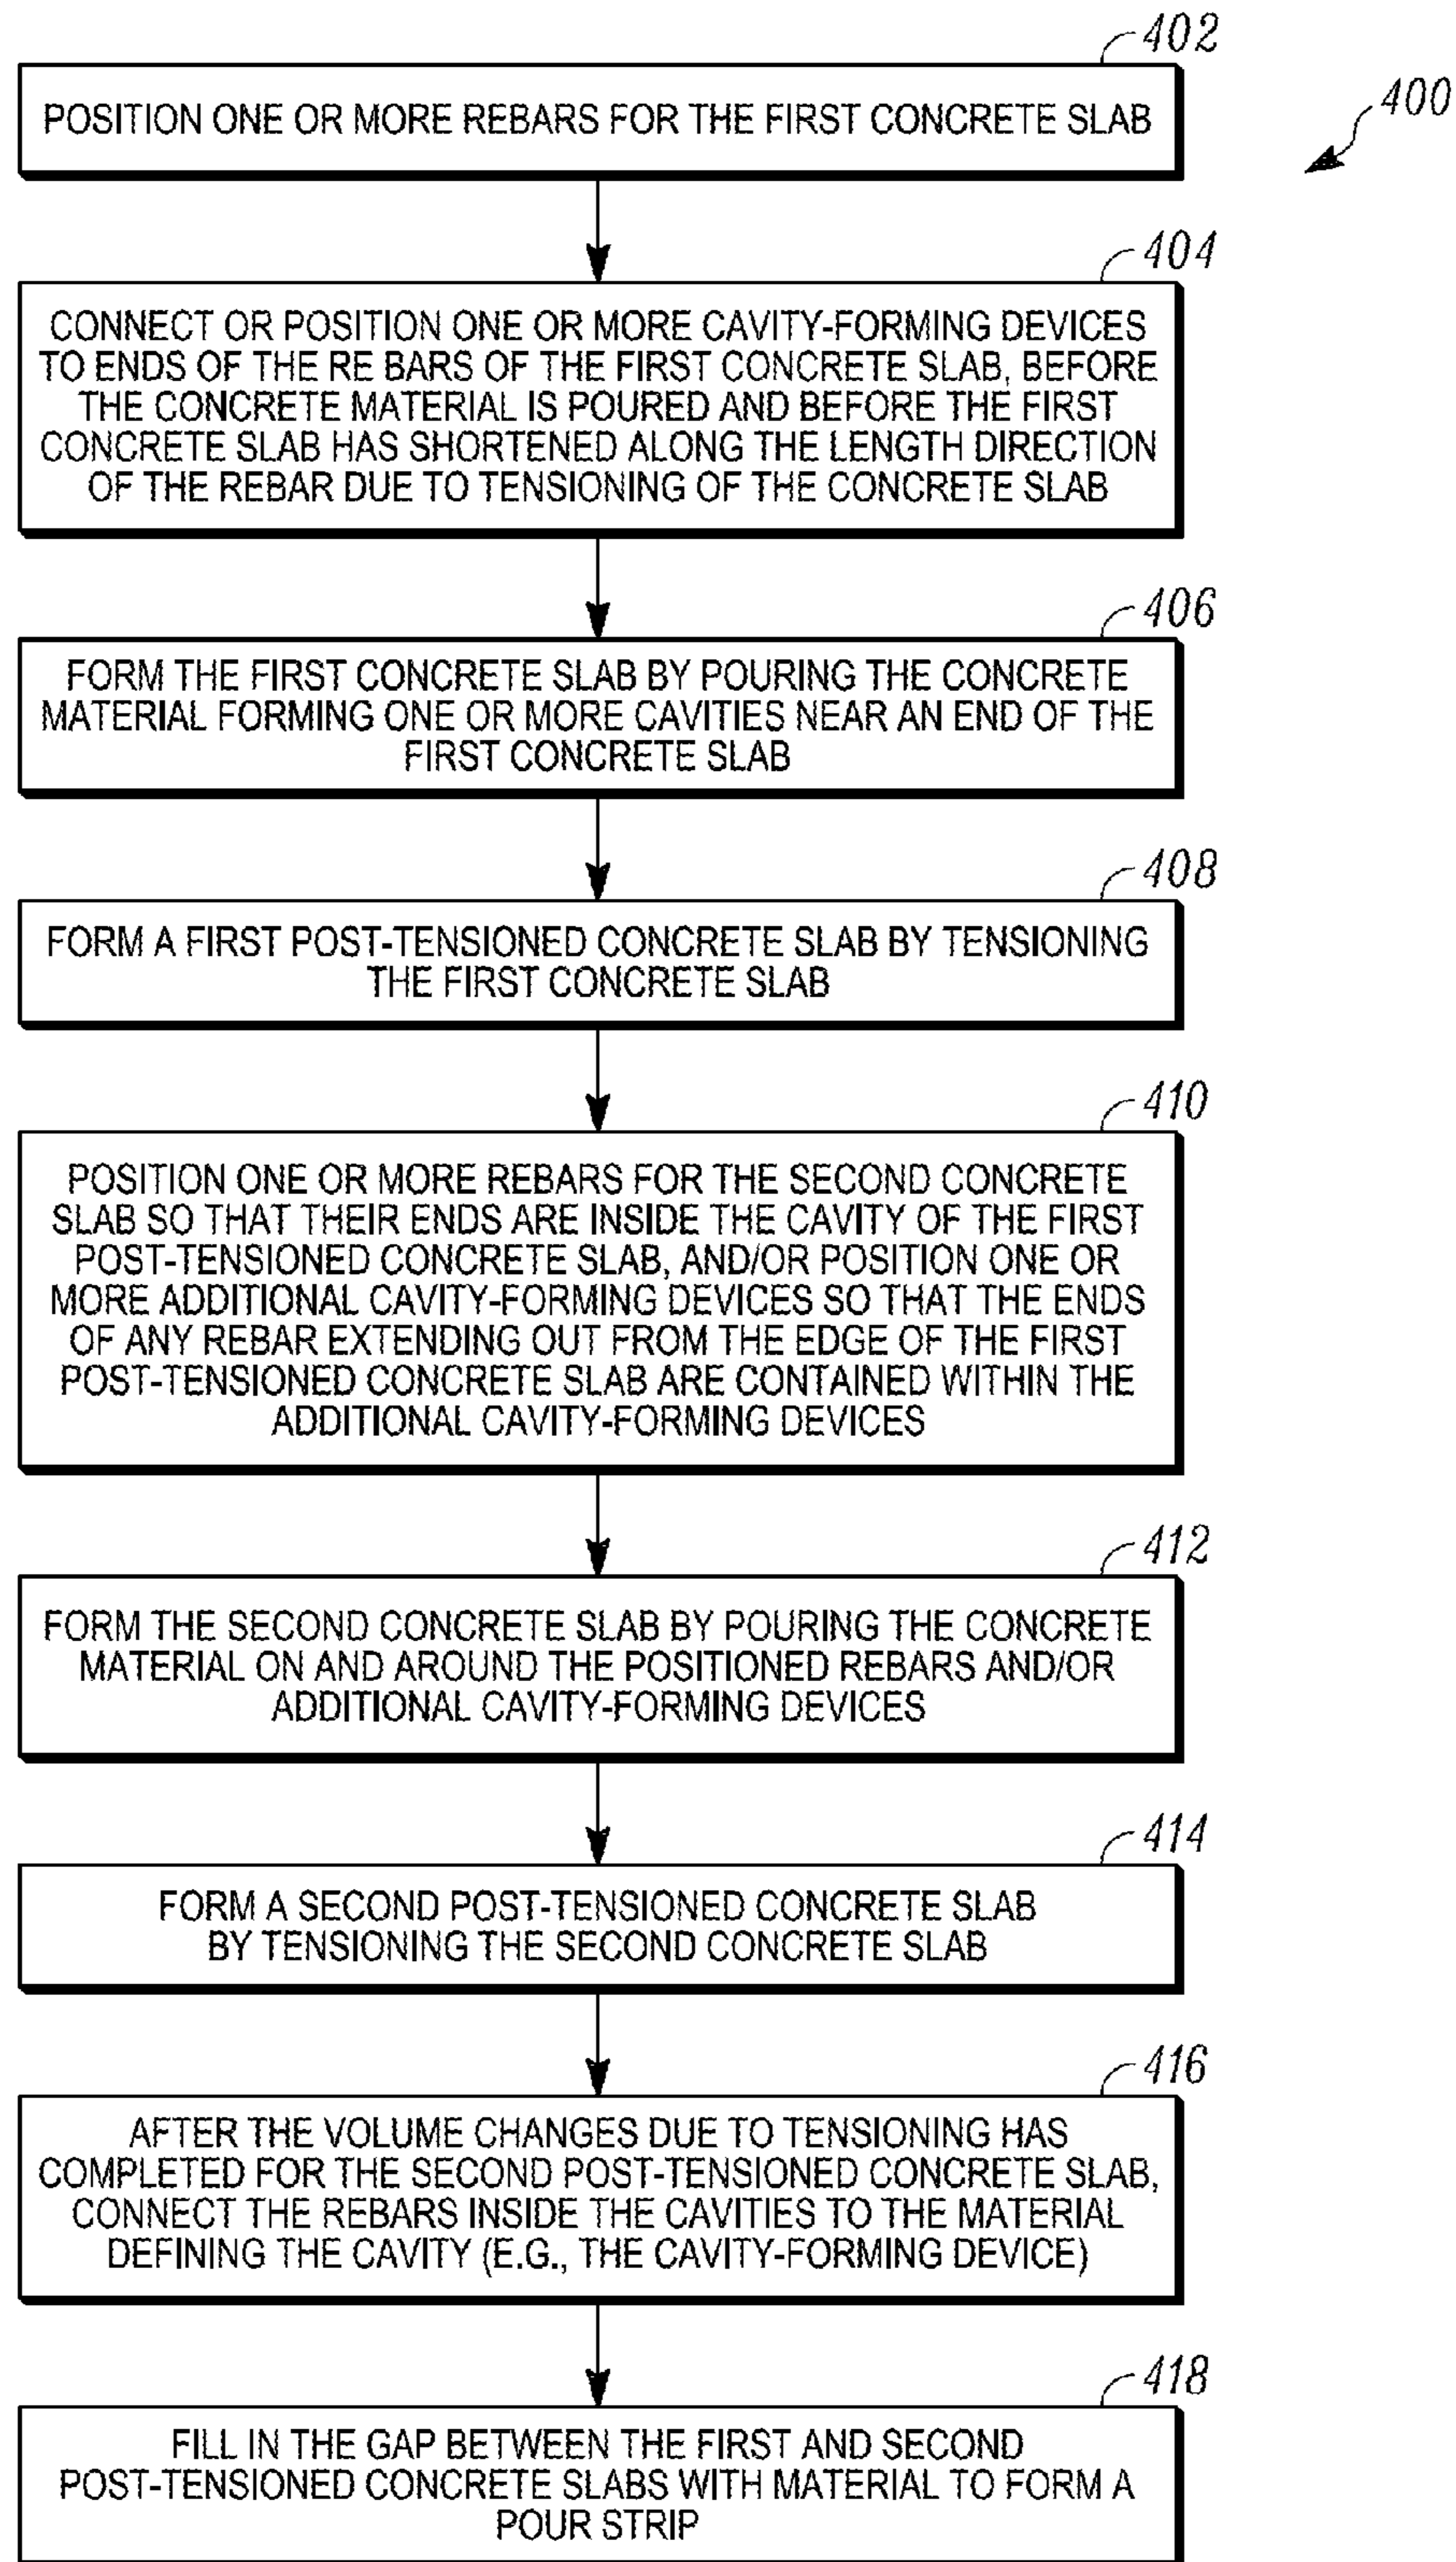 402
400
POSITION ONE OR MORE REBARS FOR THE FIRST CONCRETE SLAB
404
CONNECT OR POSITION ONE OR MORE CAVITY-FORMING DEVICES
TO ENDS OF THE RE BARS OF THE FIRST CONCRETE SLAB, BEFORE
THE CONCRETE MATERIAL IS POURED AND BEFORE THE FIRST
CONCRETE SLAB HAS SHORTENED ALONG THE LENGTH DIRECTION
OF THE REBAR DUE TO TENSIONING OF THE CONCRETE SLAB
406
FORM THE FIRST CONCRETE SLAB BY POURING THE CONCRETE
MATERIAL FORMING ONE OR MORE CAVITIES NEAR AN END OF THE
FIRST CONCRETE SLAB
408
FORM A FIRST POST-TENSIONED CONCRETE SLAB BY TENSIONING
THE FIRST CONCRETE SLAB
410
POSITION ONE OR MORE REBARS FOR THE SECOND CONCRETE
SLAB SO THAT THEIR ENDS ARE INSIDE THE CAVITY OF THE FIRST
POST-TENSIONED CONCRETE SLAB, AND/OR POSITION ONE OR
MORE ADDITIONAL CAVITY-FORMING DEVICES SO THAT THE ENDS
OF ANY REBAR EXTENDING OUT FROM THE EDGE OF THE FIRST
POST-TENSIONED CONCRETE SLAB ARE CONTAINED WITHIN THE
ADDITIONAL CAVITY-FORMING DEVICES
412
FORM THE SECOND CONCRETE SLAB BY POURING THE CONCRETE
MATERIAL ON AND AROUND THE POSITIONED REBARS AND/OR
ADDITIONAL CAVITY-FORMING DEVICES
414
FORM A SECOND POST-TENSIONED CONCRETE SLAB
BY TENSIONING THE SECOND CONCRETE SLAB
416
AFTER THE VOLUME CHANGES DUE TO TENSIONING HAS
COMPLETED FOR THE SECOND POST-TENSIONED CONCRETE SLAB,
CONNECT THE REBARS INSIDE THE CAVITIES TO THE MATERIAL
DEFINING THE CAVITY (E.G., THE CAVITY-FORMING DEVICE)
418
FILL IN THE GAP BETWEEN THE FIRST AND SECOND
POST-TENSIONED CONCRETE SLABS WITH MATERIAL TO FORM A
POUR STRIP